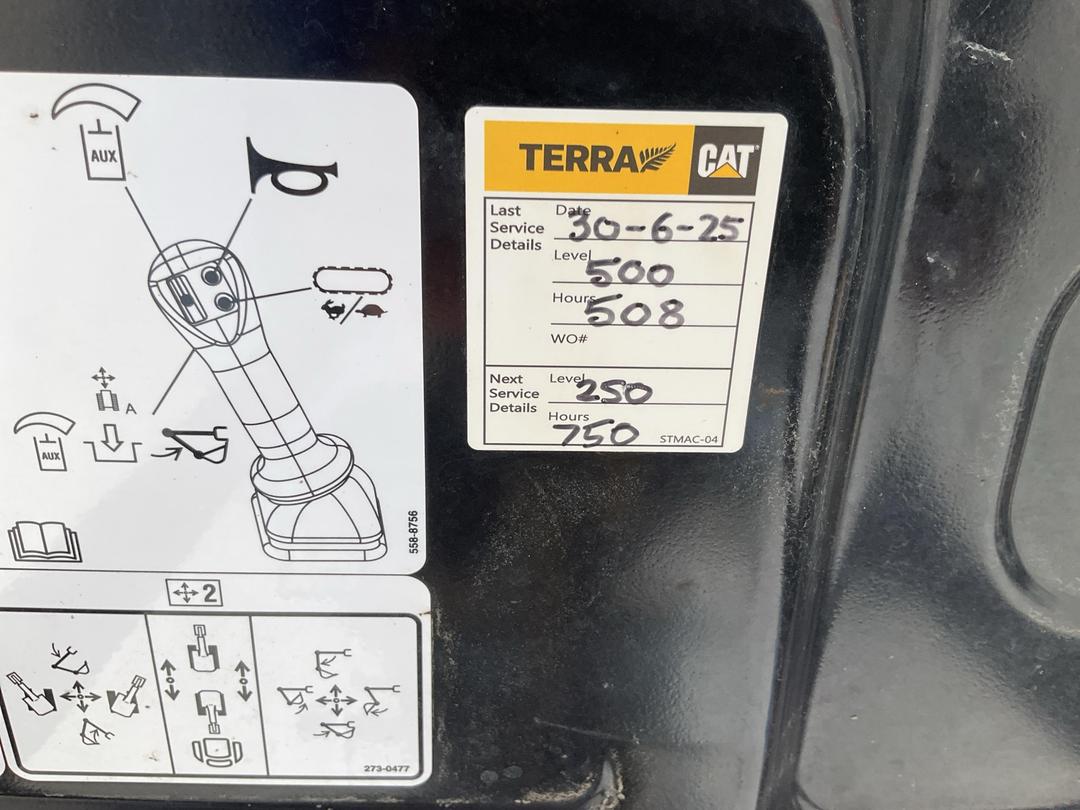 AUX
A
AUX
558-8756
2
273-0477
TERRA CAT
Last Service Details
Date 30-6-25
Level 500
Hours 508
WO#
Next Service Details
Level 250
Hours 750
STMAC-04